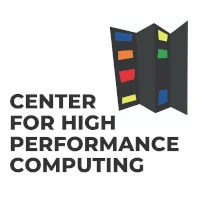 CENTER
FOR HIGH
PERFORMANCE
COMPUTING